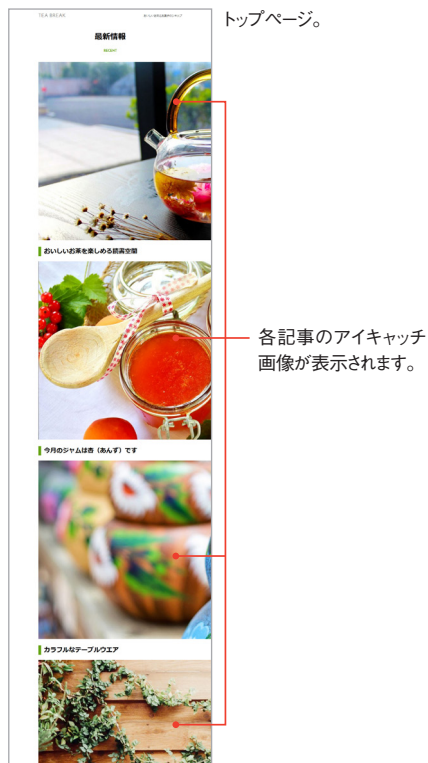 TEA BREAK
トップページ。
最新情報
おいしいお茶を楽しめる読書空間
各記事のアイキャッチ
画像が表示されます。
今月のジャムは杏（あんず）です
カラフルなテーブルウエア